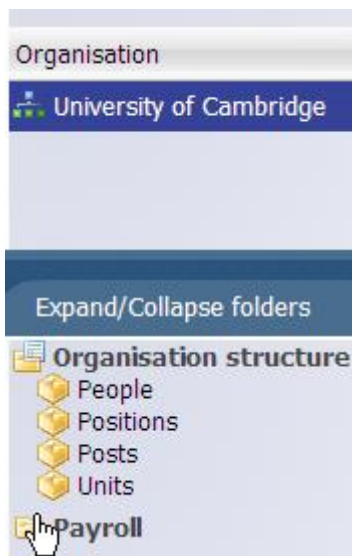 Organisation
University of Cambridge
Expand/Collapse folders
Organisation structure
People
Positions
Posts
Units
Payroll